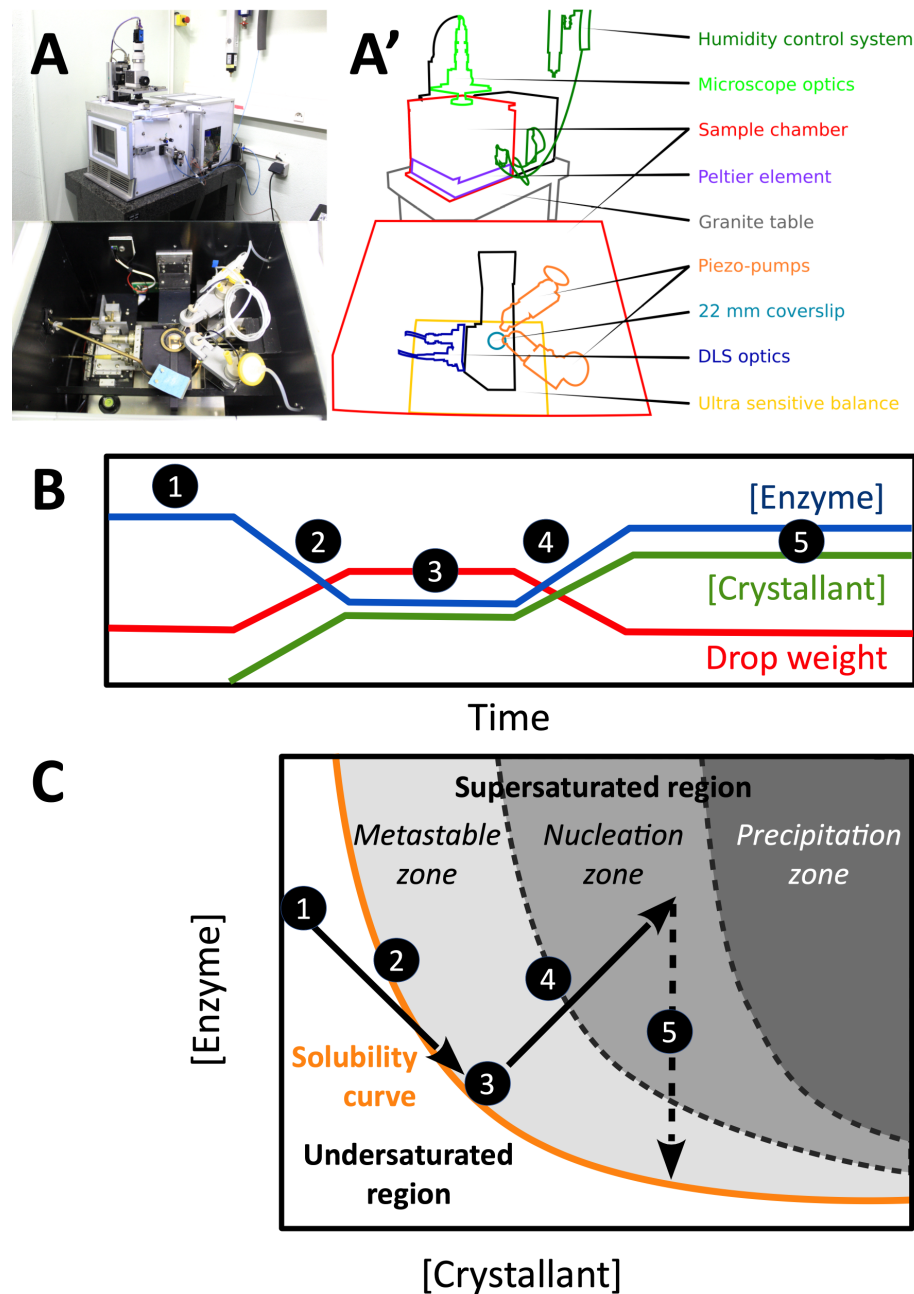 A
A'
Humidity control system
Microscope optics
Sample chamber
Peltier element
Granite table
Piezo-pumps
22 mm coverslip
DLS optics
Ultra sensitive balance
B
1
2
3
4
5
[Enzyme]
[Crystallant]
Drop weight
Time
C
Supersaturated region
Metastable
zone
Nucleation
zone
Precipitation
zone
1
2
3
4
5
Solubility
curve
Undersaturated
region
[Enzyme]
[Crystallant]